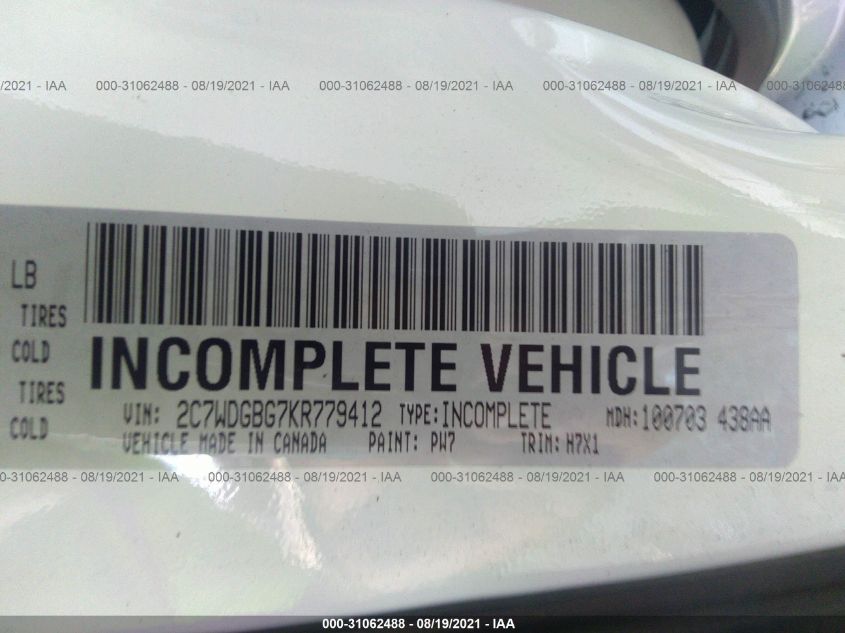 /2021 - IAA 000-31062488 - 08/19/2021 - IAA 000-31062488 - 08/19/2021 - IAA 000-31062488 - 08/19/2021 - IAA 000-3106248
LB
TIRES
COLD
TIRES
COLD
INCOMPLETE VEHICLE
VIN: 2C7WDGBG7KR779412 TYPE:INCOMPLETE MDH:100703 438AA
VEHICLE MADE IN CANADA PAINT: PW7 TRIM: H7X1
000-31062488 - 08/19/2021 - IAA 000-31062488 - 08/19/2021 - IAA 000-31062488 - 08/19/2021 - IAA 000-31062488 - 08/19/2021 - IAA
000-31062488 - 08/19/2021 - IAA